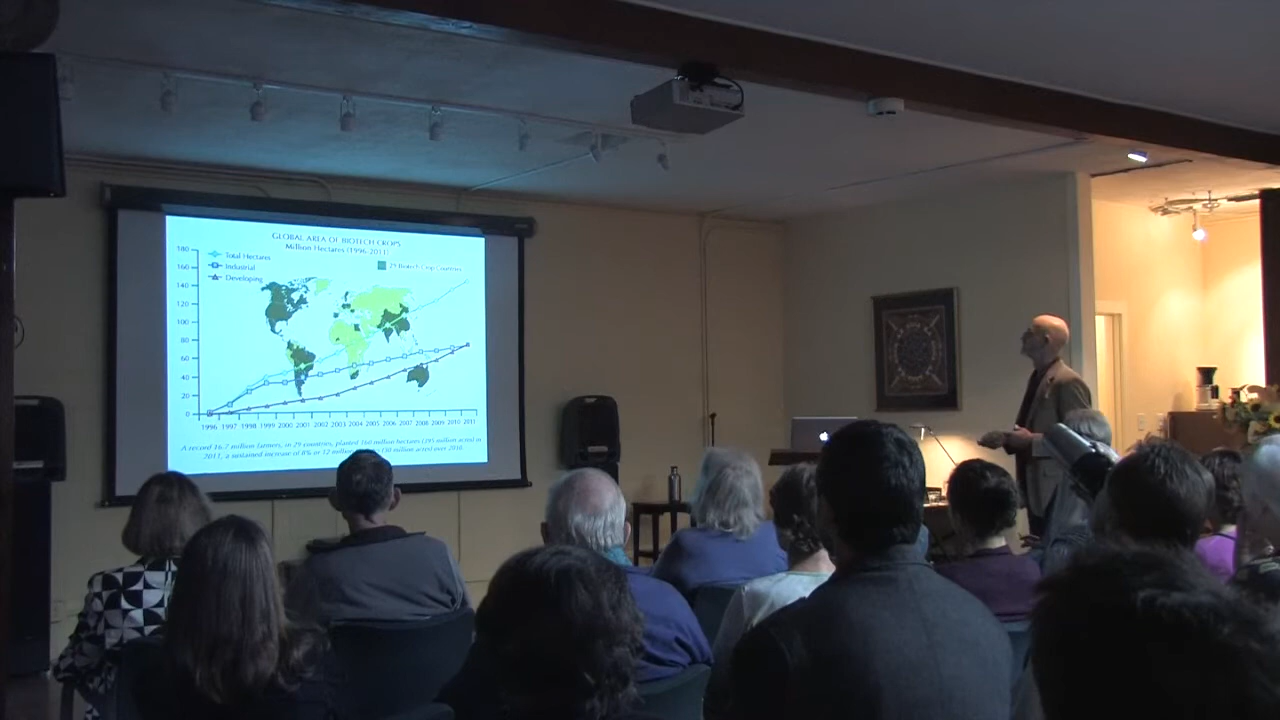 GLOBAL AREA OF BIOTECH CROPS
Million Hectares (1996-2011)
Total Hectares
Industrial
Developing
29 Biotech Crop Countries
180
160
140
120
100
80
60
40
20
0
1996 1997 1998 1999 2000 2001 2002 2003 2004 2005 2006 2007 2008 2009 2010 2011
A record 16.7 million farmers, in 29 countries, planted 160 million hectares (395 million acres) in
2011, a sustained increase of 8% or 12 million million acres) over 2010.